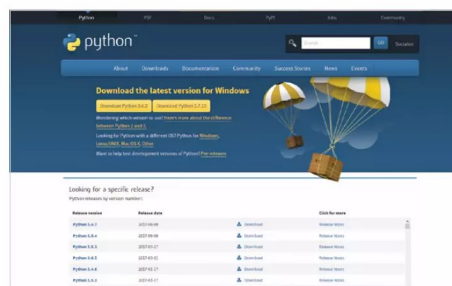 Python
PSF
Docs
PyPI
Jobs
Community
python
GO
Socialize
About
Downloads
Documentation
Community
Success Stories
News
Events
Download the latest version for Windows
Download Python 3.6.2
Download Python 2.7.13
Wondering which version to use? Here's more about the difference
between Python 2 and 3.
Looking for Python with a different OS? Python for Windows,
Linux/UNIX, Mac OS X, Other
Want to help test development versions of Python? Pre-releases
Looking for a specific release?
Python releases by version number:
Release version
Release date
Click for more
Download
Release Notes
Download
Release Notes
Download
Release Notes
Download
Release Notes
Download
Release Notes
Download
Release Notes